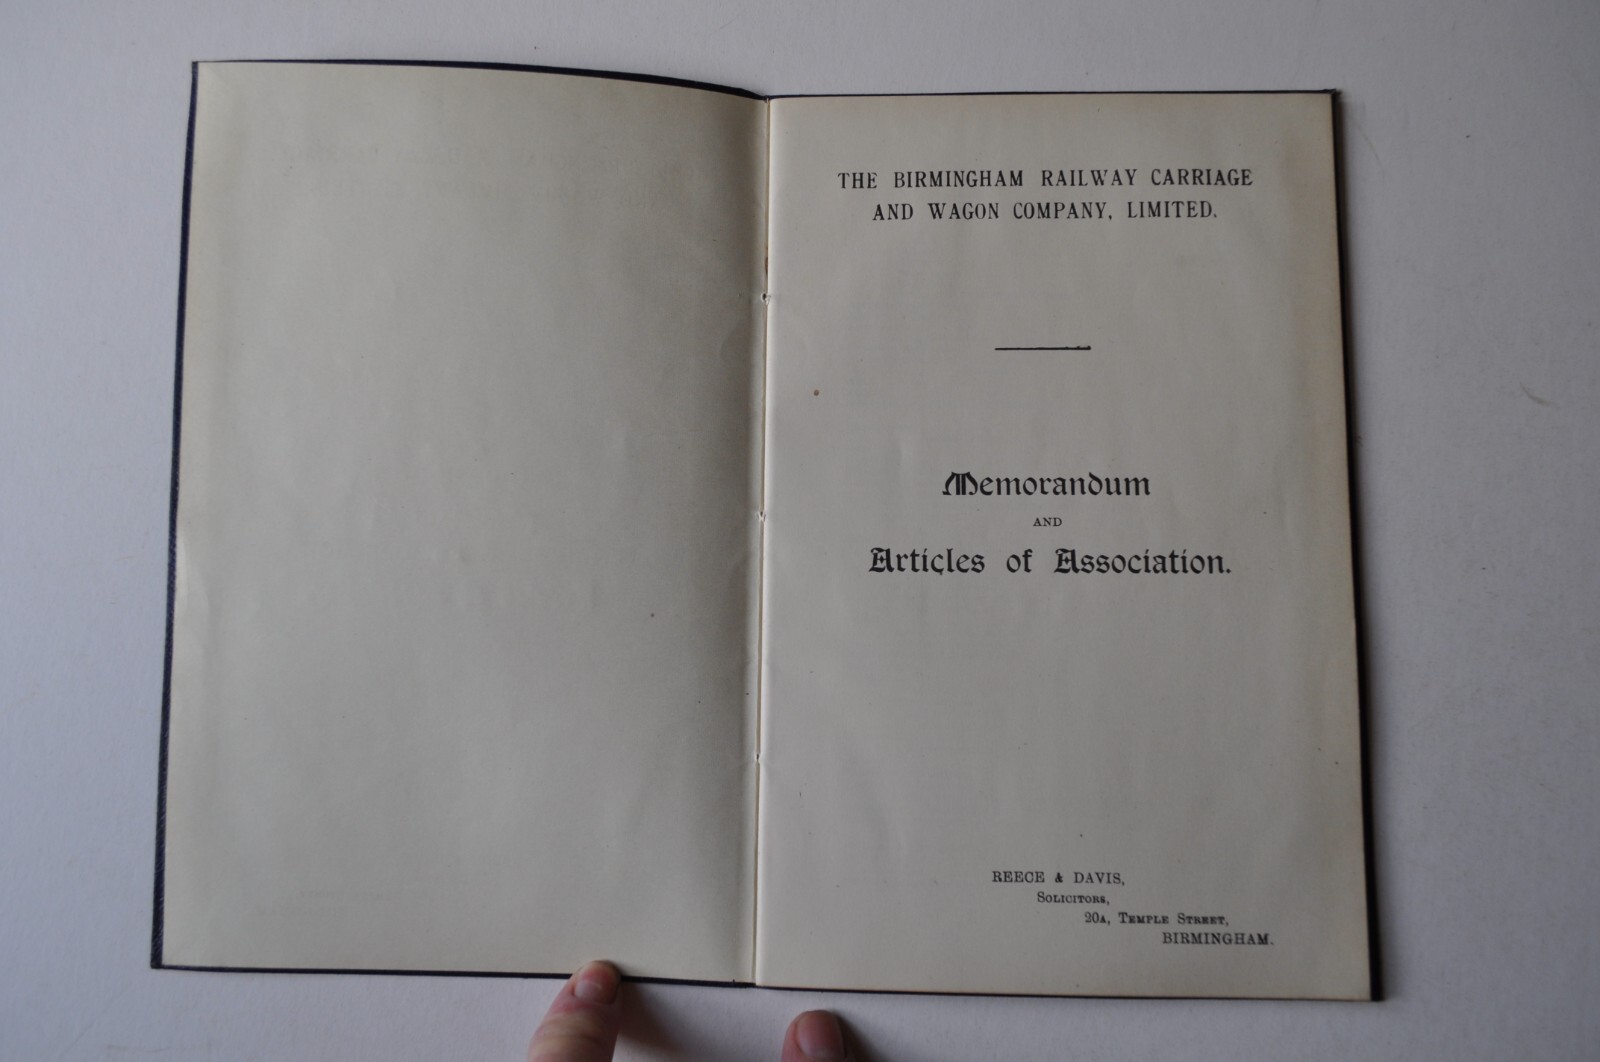 THE BIRMINGHAM RAILWAY CARRIAGE
AND WAGON COMPANY, LIMITED.
Memorandum
AND
Articles of Association.
REECE & DAVIS,
SOLICITORS,
20A, TEMPLE STREET,
BIRMINGHAM.